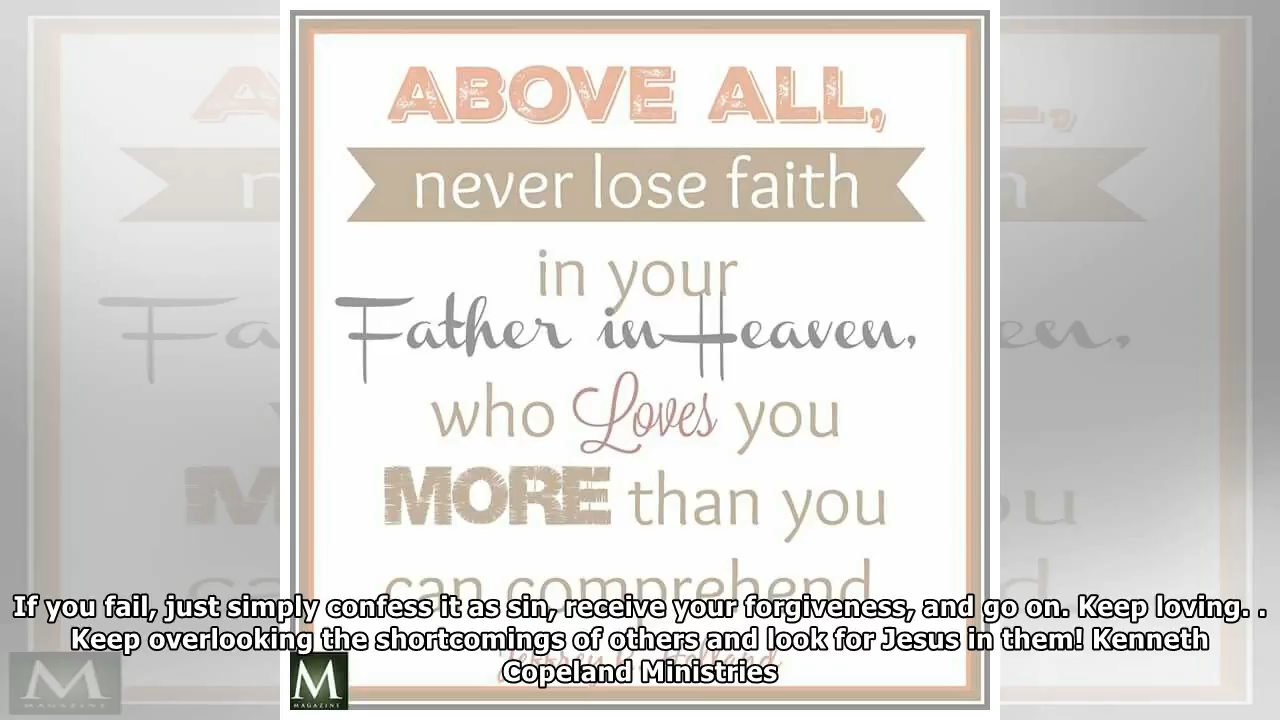 ABOVE ALL,
never lose faith
in your
Father in Heaven,
who Loves you
MORE than you
can comprehend
If you fail, just simply confess it as sin, receive your forgiveness, and go on. Keep loving. .
Keep overlooking the shortcomings of others and look for Jesus in them! Kenneth
Copeland Ministries
M
MAGAZINE